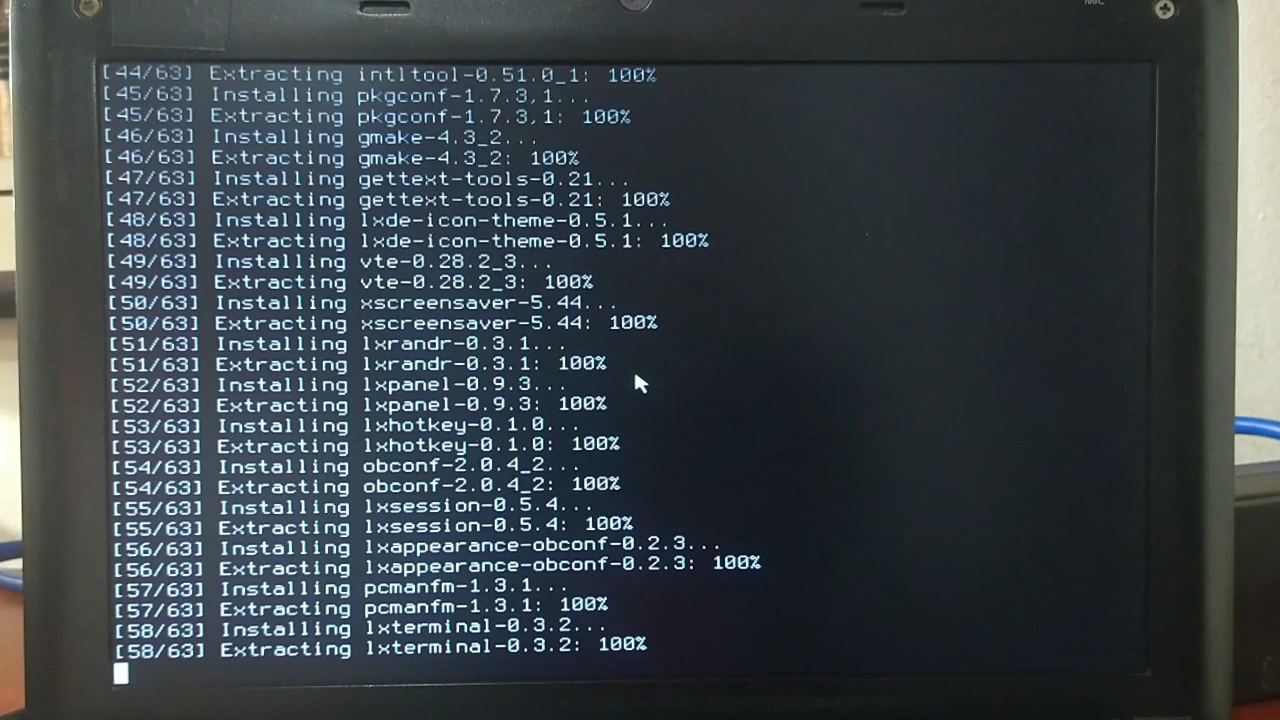 MIC
[44/63] Extracting intltool-0.51.0_1: 100%
[45/63] Installing pkgconf-1.7.3,1...
[45/63] Extracting pkgconf-1.7.3,1: 100%
[46/63] Installing gmake-4.3_2...
[46/63] Extracting gmake-4.3_2: 100%
[47/63] Installing gettext-tools-0.21...
[47/63] Extracting gettext-tools-0.21: 100%
[48/63] Installing lxde-icon-theme-0.5.1...
[48/63] Extracting lxde-icon-theme-0.5.1: 100%
[49/63] Installing vte-0.28.2_3...
[49/63] Extracting vte-0.28.2_3: 100%
[50/63] Installing xscreensaver-5.44...
[50/63] Extracting xscreensaver-5.44: 100%
[51/63] Installing lxrandr-0.3.1...
[51/63] Extracting lxrandr-0.3.1: 100%
[52/63] Installing lxpanel-0.9.3...
[52/63] Extracting lxpanel-0.9.3: 100%
[53/63] Installing lxhotkey-0.1.0...
[53/63] Extracting lxhotkey-0.1.0: 100%
[54/63] Installing obconf-2.0.4_2...
[54/63] Extracting obconf-2.0.4_2: 100%
[55/63] Installing lxsession-0.5.4...
[55/63] Extracting lxsession-0.5.4: 100%
[56/63] Installing lxappearance-obconf-0.2.3...
[56/63] Extracting lxappearance-obconf-0.2.3: 100%
[57/63] Installing pcmanfm-1.3.1...
[57/63] Extracting pcmanfm-1.3.1: 100%
[58/63] Installing lxterminal-0.3.2...
[58/63] Extracting lxterminal-0.3.2: 100%